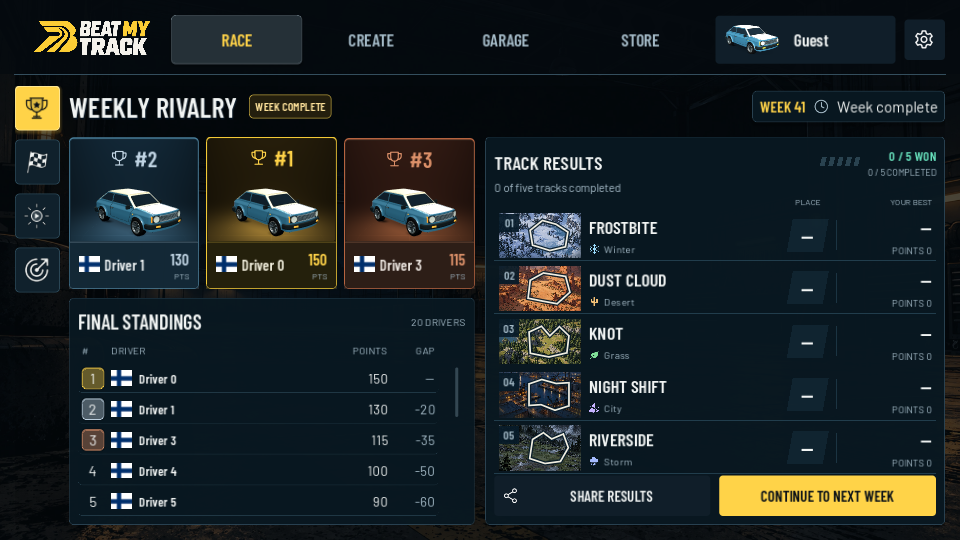 BEAT MY
TRACK
RACE
CREATE
GARAGE
STORE
Guest
WEEKLY RIVALRY
WEEK COMPLETE
WEEK 41 Week complete
#2
Driver 1
130
PTS
#1
Driver 0
150
PTS
#3
Driver 3
115
PTS
FINAL STANDINGS
20 DRIVERS
# DRIVER POINTS GAP
1 Driver 0 150 –
2 Driver 1 130 -20
3 Driver 3 115 -35
4 Driver 4 100 -50
5 Driver 5 90 -60
TRACK RESULTS
0 / 5 WON
0 / 5 COMPLETED
0 of five tracks completed
PLACE YOUR BEST
01 FROSTBITE – –
Winter POINTS 0
02 DUST CLOUD – –
Desert POINTS 0
03 KNOT – –
Grass POINTS 0
04 NIGHT SHIFT – –
City POINTS 0
05 RIVERSIDE – –
Storm POINTS 0
SHARE RESULTS
CONTINUE TO NEXT WEEK